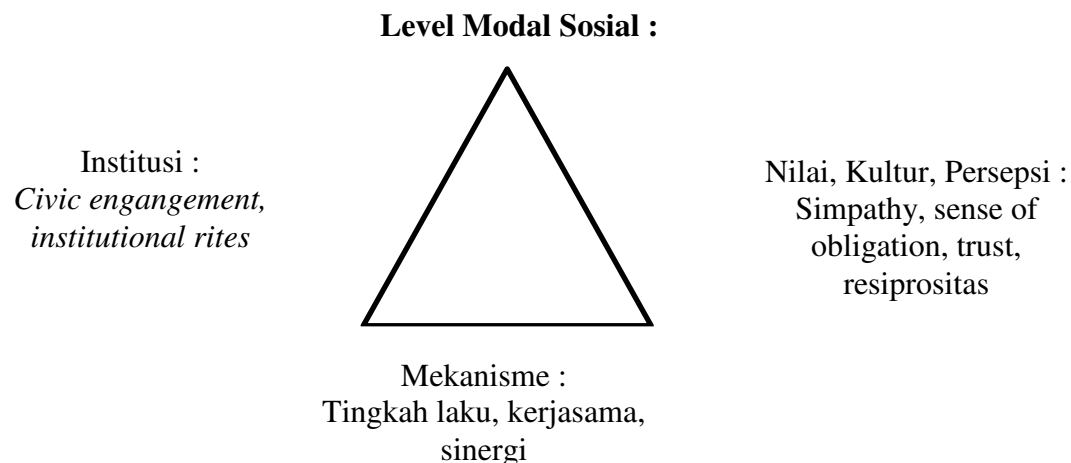 Level Modal Sosial :
Institusi :
Civic engangement,
institutional rites
Nilai, Kultur, Persepsi :
Simpathy, sense of
obligation, trust,
resiprositas
Mekanisme :
Tingkah laku, kerjasama,
sinergi